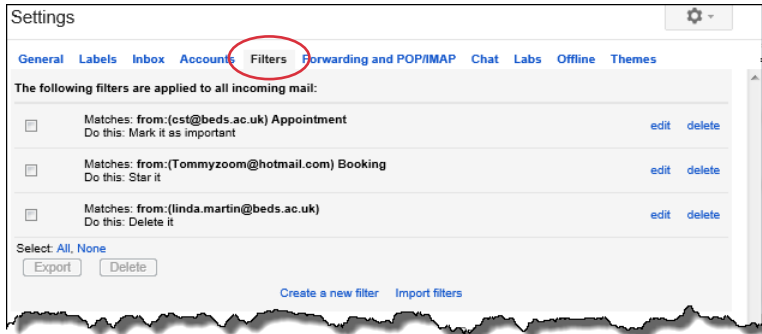 Settings
General Labels Inbox Accounts Filters Forwarding and POP/IMAP Chat Labs Offline Themes
The following filters are applied to all incoming mail:
Matches: from:(cst@beds.ac.uk) Appointment
Do this: Mark it as important
edit delete
Matches: from:(Tommyzoom@hotmail.com) Booking
Do this: Star it
edit delete
Matches: from:(linda.martin@beds.ac.uk)
Do this: Delete it
edit delete
Select: All, None
Export Delete
Create a new filter Import filters